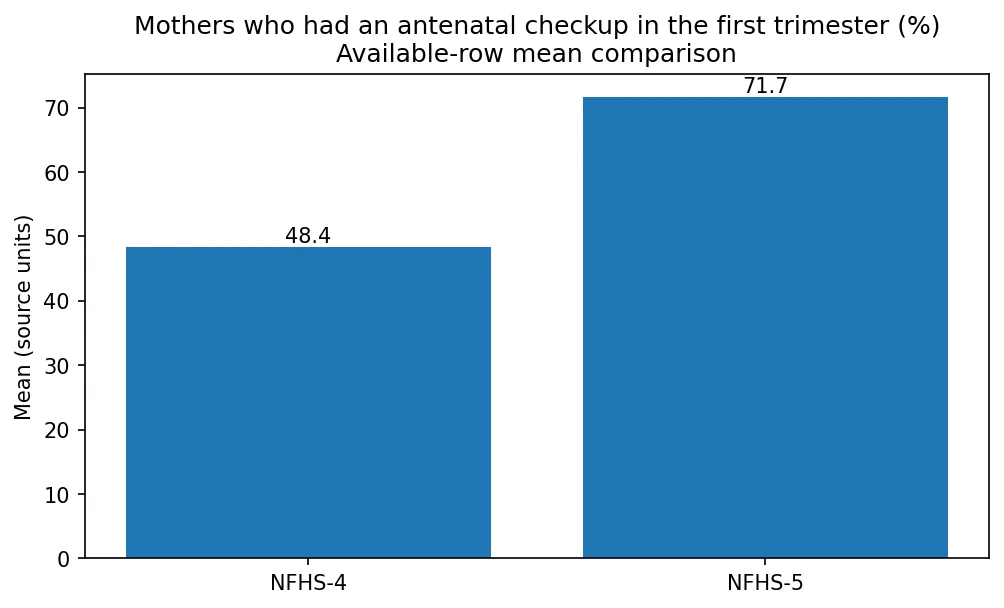 Mothers who had an antenatal checkup in the first trimester (%)
Available-row mean comparison
Mean (source units)
70
60
50
40
30
20
10
0
48.4
71.7
NFHS-4
NFHS-5